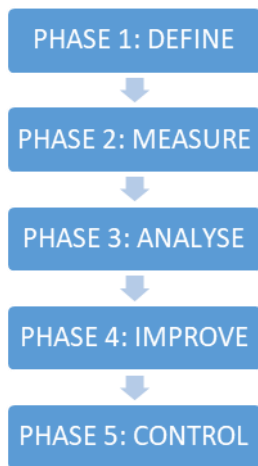 PHASE 1: DEFINE
PHASE 2: MEASURE
PHASE 3: ANALYSE
PHASE 4: IMPROVE
PHASE 5: CONTROL